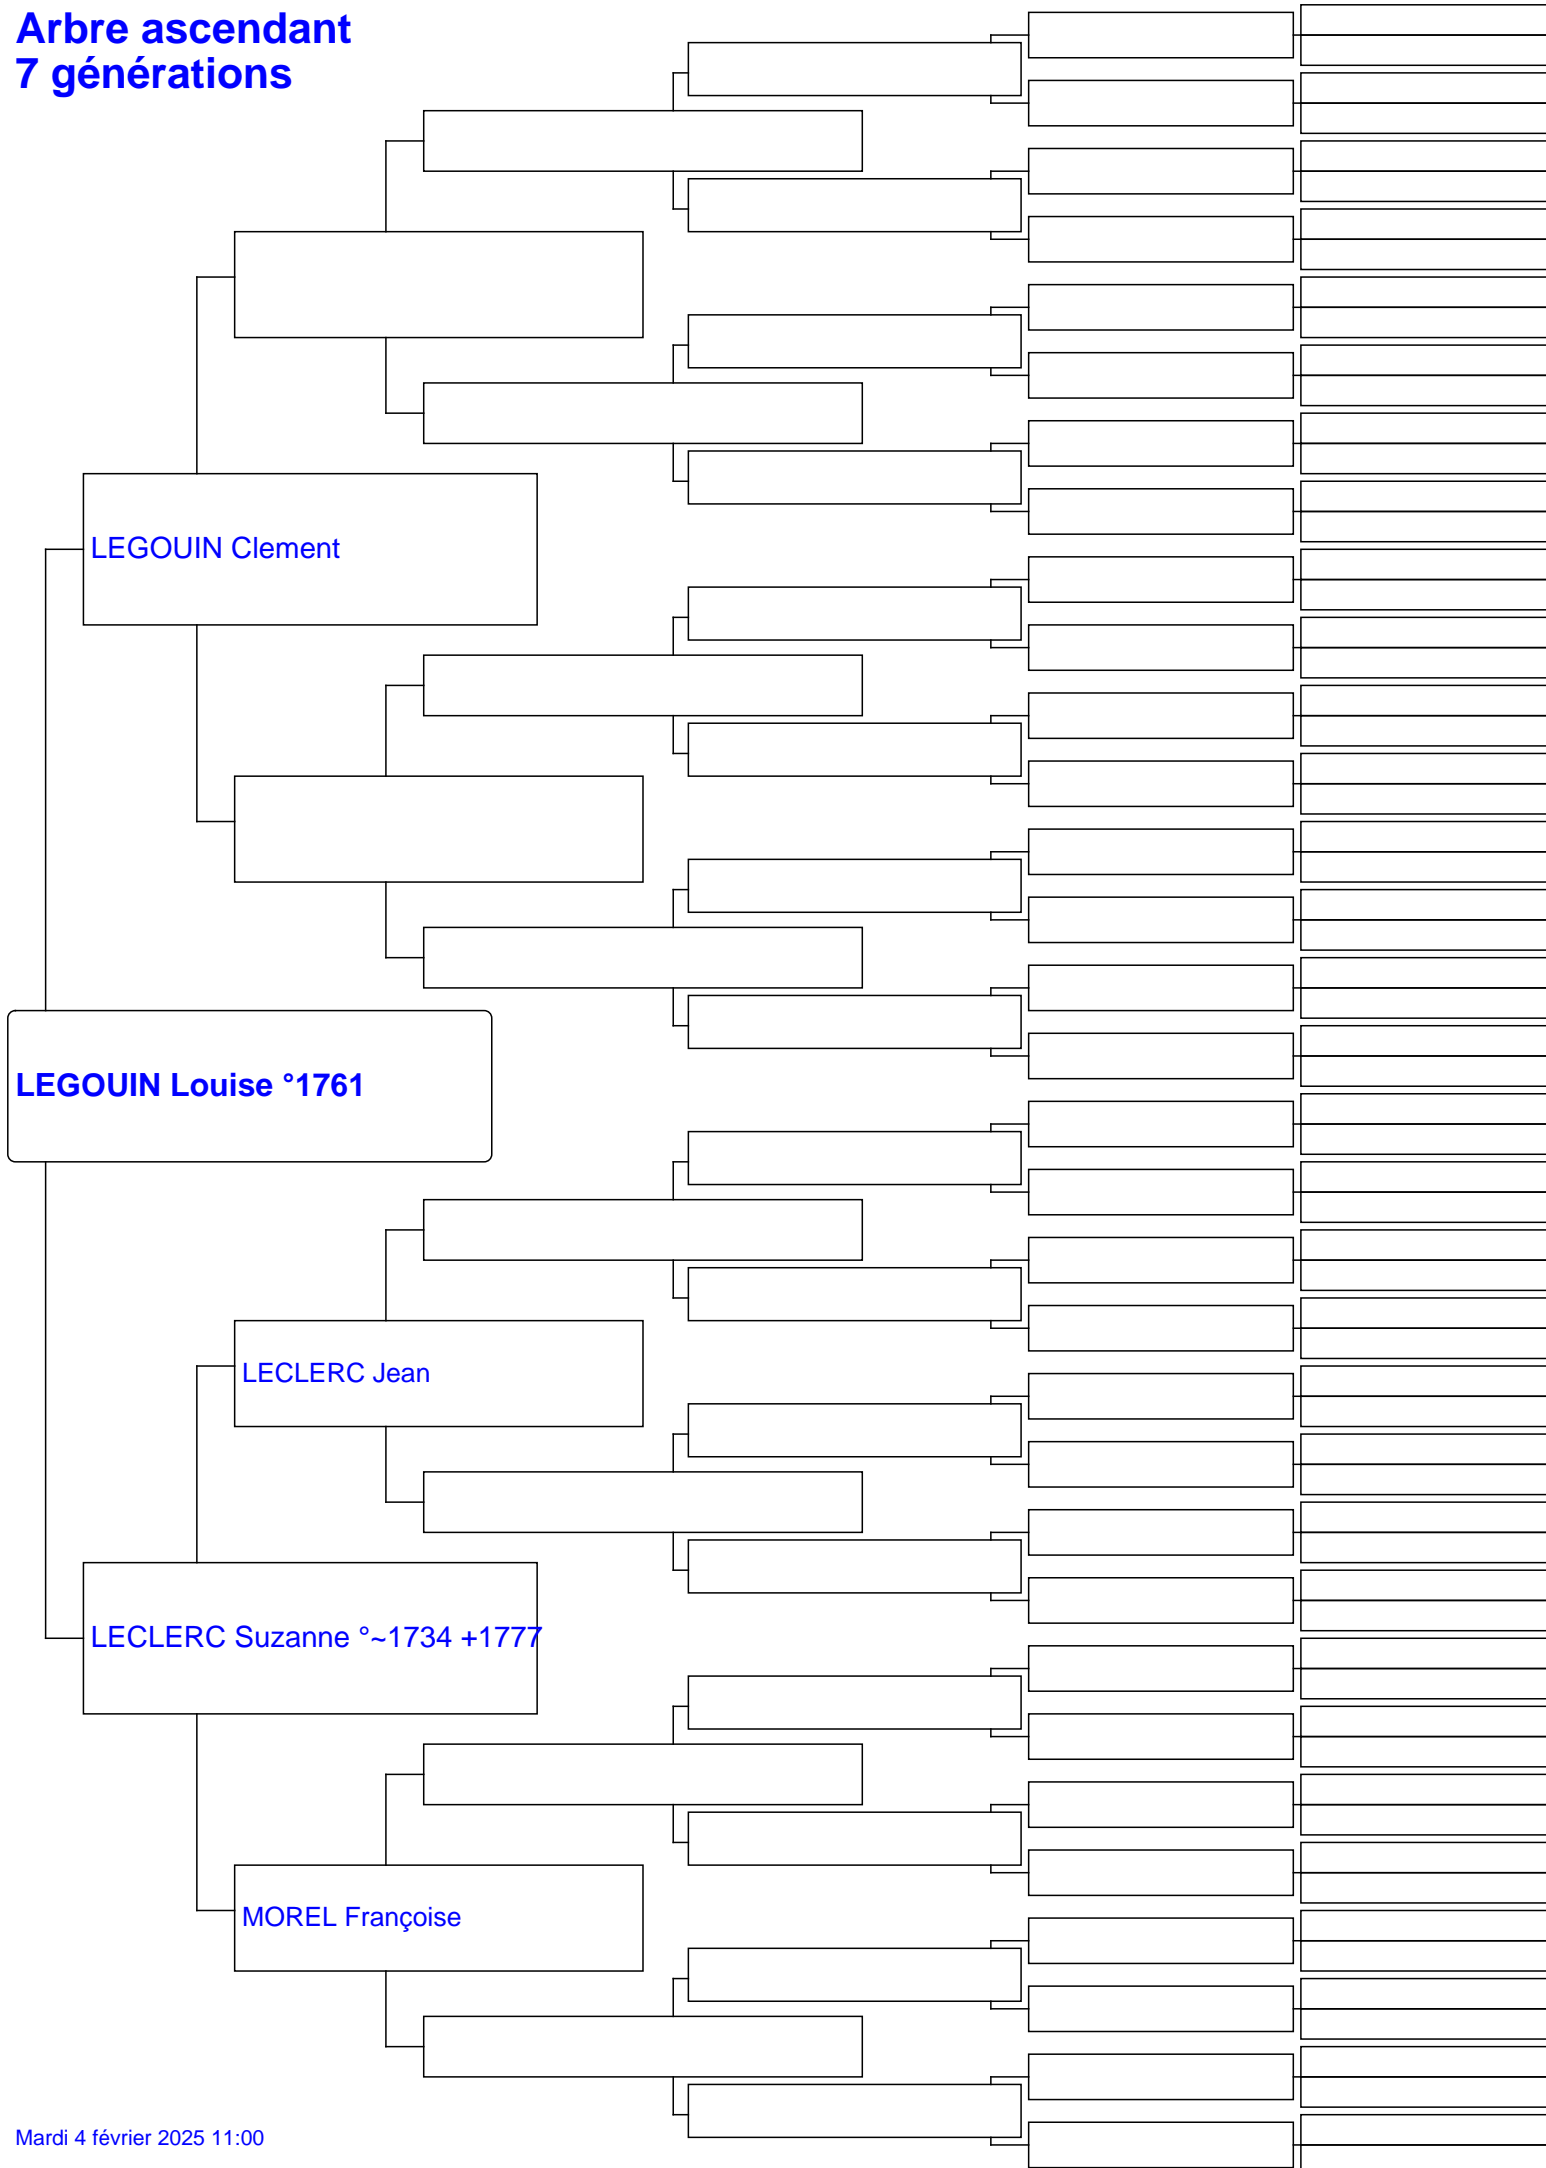 Arbre ascendant
7 générations
LEGOUIN Clement
LEGOUIN Louise °1761
LECLERC Jean
LECLERC Suzanne °~1734 +1777
MOREL Françoise
Mardi 4 février 2025 11:00